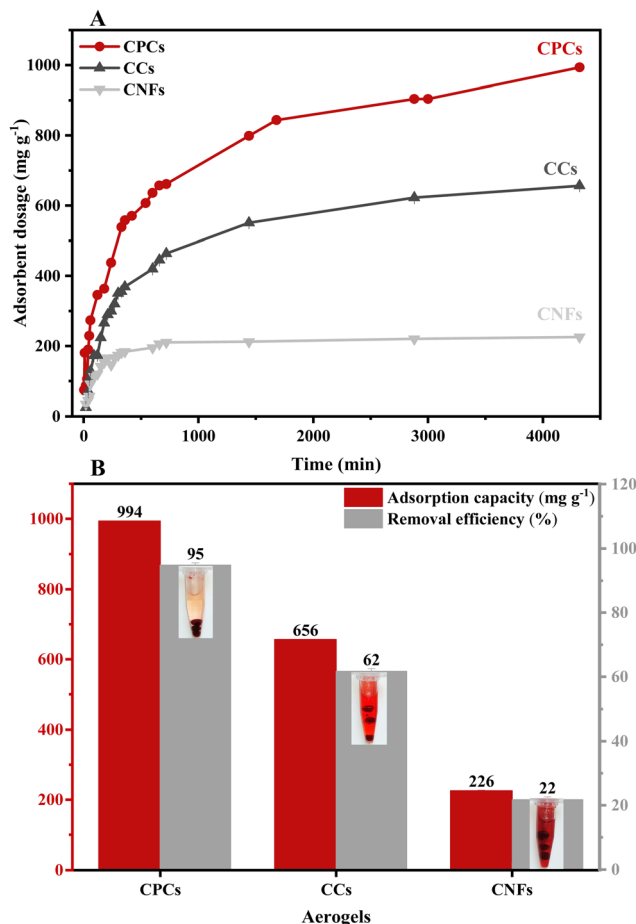 A
CPCs
CCs
CNFs
CPCs
CCs
CNFs
1000
800
600
400
200
0
Adsorbent dosage (mg g⁻¹)
0
1000
2000
3000
4000
Time (min)
B
Adsorption capacity (mg g⁻¹)
Removal efficiency (%)
1000
800
600
400
200
0
120
100
80
60
40
20
0
994
95
656
62
226
22
CPCs
CCs
CNFs
Aerogels